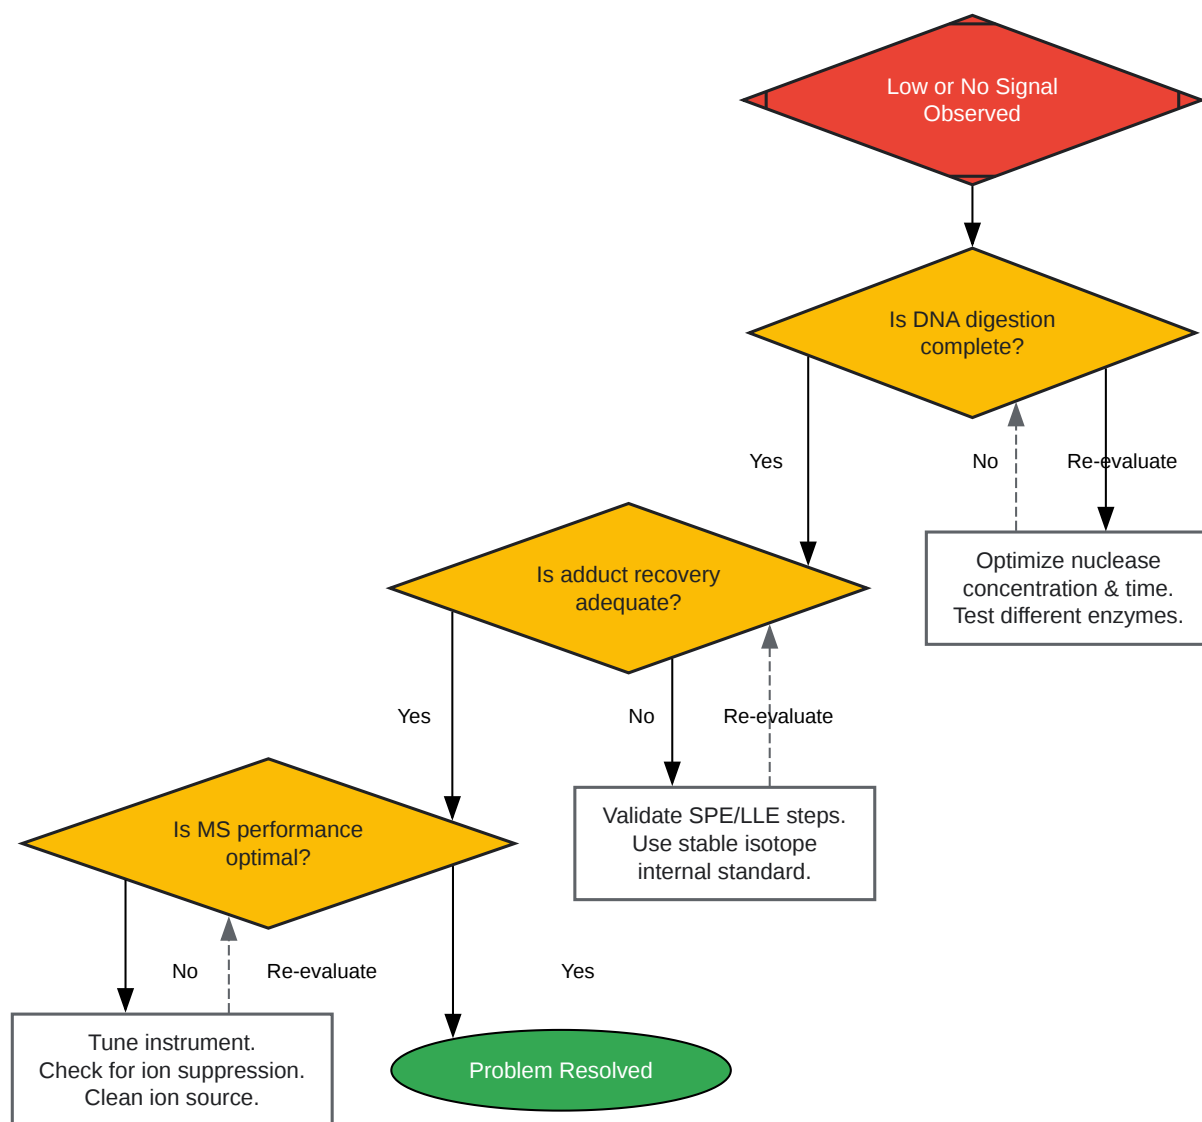 Low or No Signal
Observed
Is DNA digestion
complete?
Yes
No
Re-evaluate
Optimize nuclease
concentration & time.
Test different enzymes.
Is adduct recovery
adequate?
Yes
No
Re-evaluate
Validate SPE/LLE steps.
Use stable isotope
internal standard.
Is MS performance
optimal?
No
Re-evaluate
Yes
Tune instrument.
Check for ion suppression.
Clean ion source.
Problem Resolved